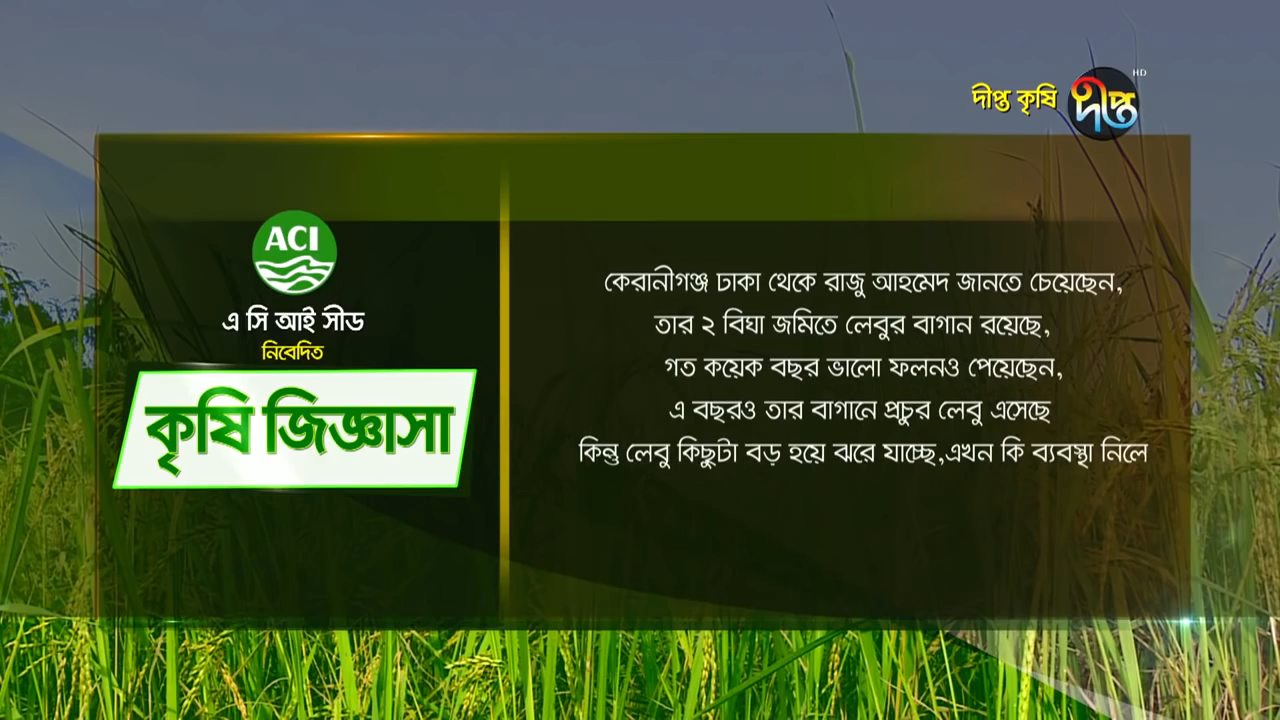 দীপ্ত কৃষি
দীপ্ত
HD
ACI
এ সি আই সীড
নিবেদিত
কৃষি জিজ্ঞাসা
কেরানীগঞ্জ ঢাকা থেকে রাজু আহমেদ জানতে চেয়েছেন,
তার ২ বিঘা জমিতে লেবুর বাগান রয়েছে,
গত কয়েক বছর ভালো ফলনও পেয়েছেন,
এ বছরও তার বাগানে প্রচুর লেবু এসেছে
কিন্তু লেবু কিছুটা বড় হয়ে ঝরে যাচ্ছে,এখন কি ব্যবস্থা নিলে